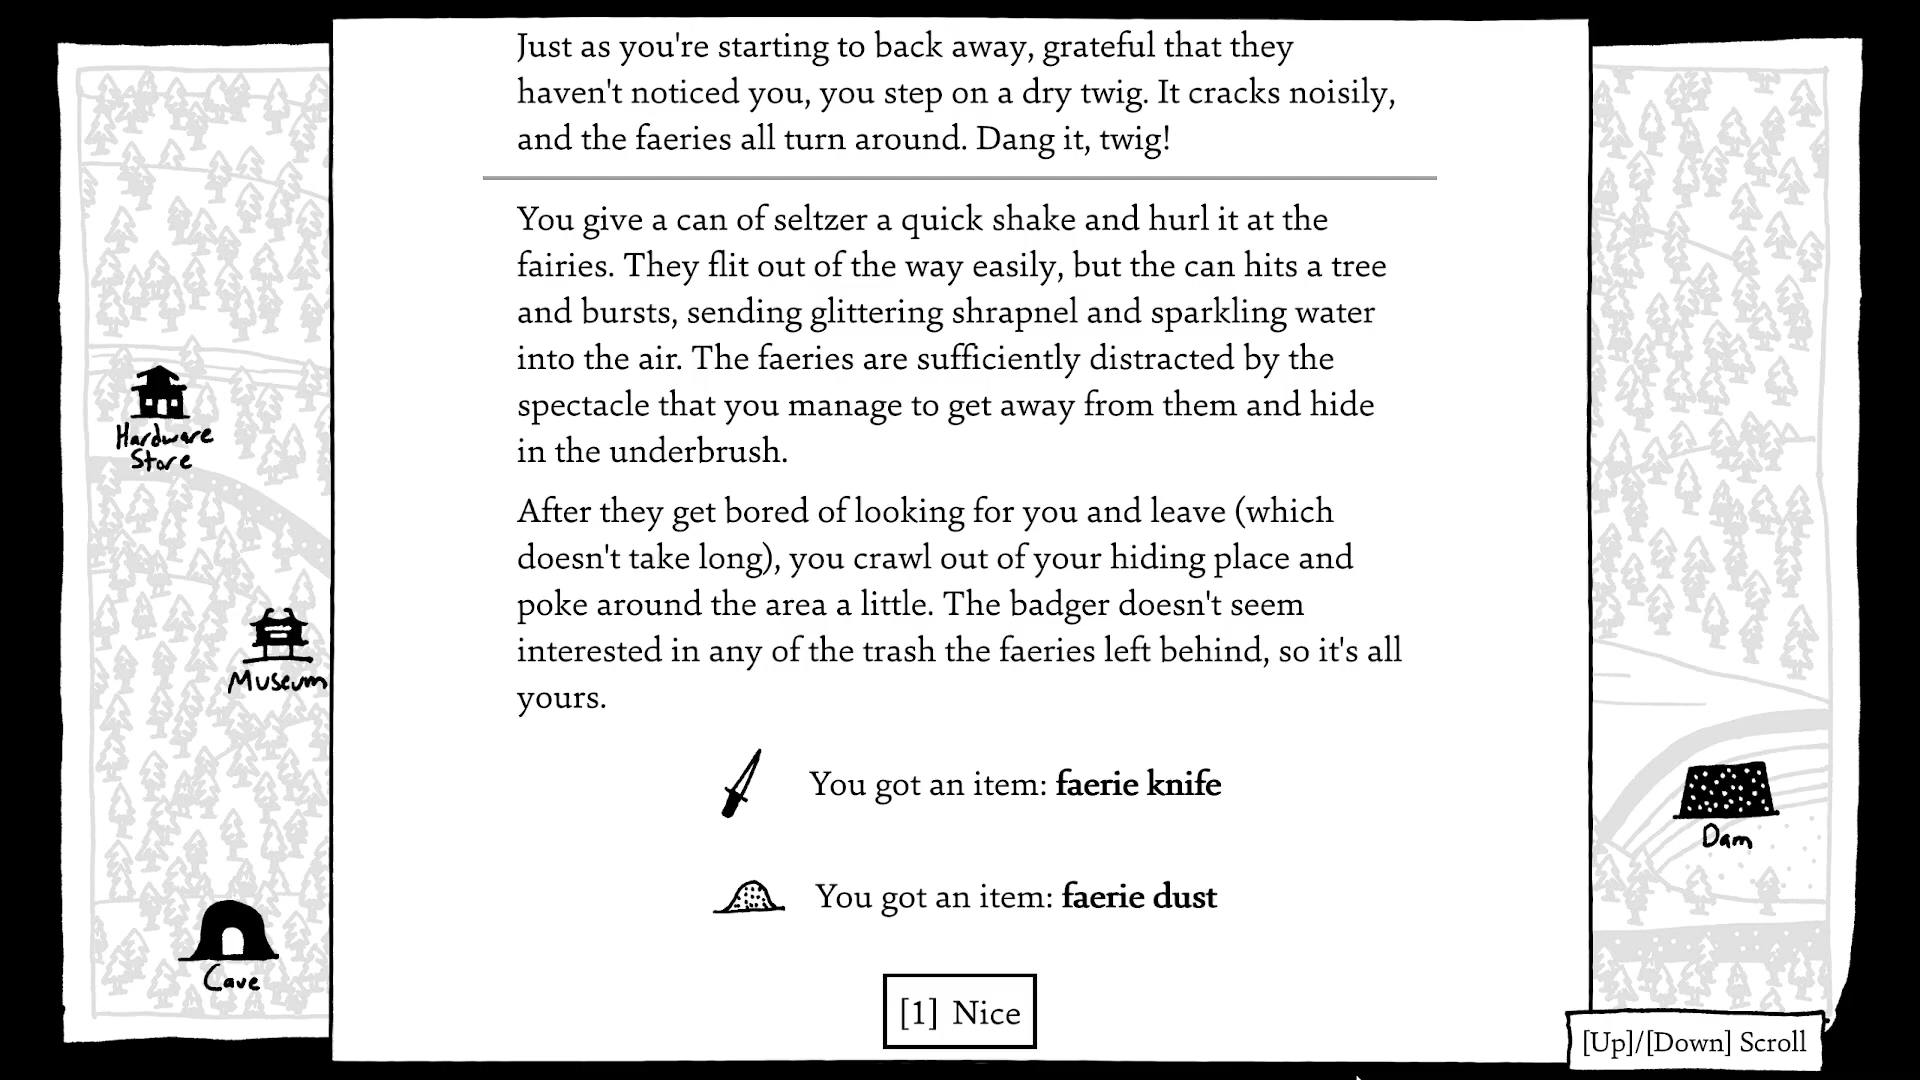 Just as you're starting to back away, grateful that they
haven't noticed you, you step on a dry twig. It cracks noisily,
and the faeries all turn around. Dang it, twig!
You give a can of seltzer a quick shake and hurl it at the
fairies. They flit out of the way easily, but the can hits a tree
and bursts, sending glittering shrapnel and sparkling water
into the air. The faeries are sufficiently distracted by the
spectacle that you manage to get away from them and hide
in the underbrush.
After they get bored of looking for you and leave (which
doesn't take long), you crawl out of your hiding place and
poke around the area a little. The badger doesn't seem
interested in any of the trash the faeries left behind, so it's all
yours.
You got an item: faerie knife
You got an item: faerie dust
[1] Nice
Hardware
Store
Museum
Cave
Dam
[Up]/[Down] Scroll